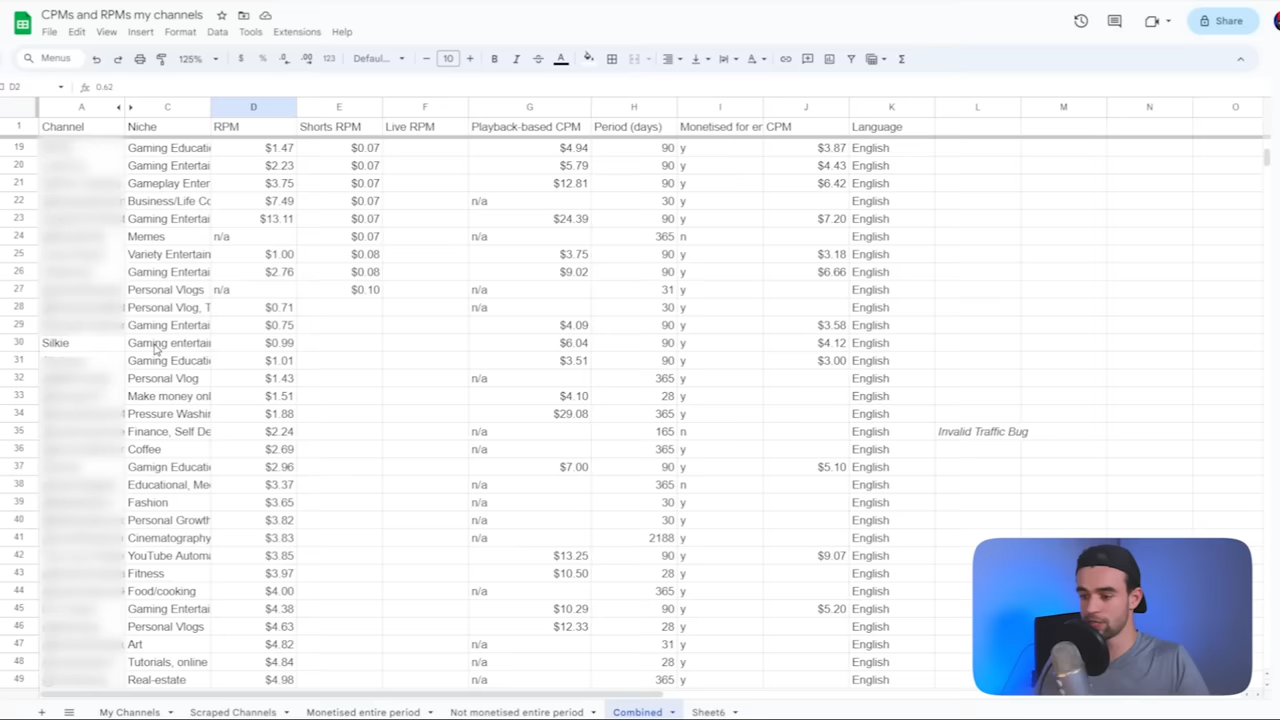 CPMs and RPMs my channels
File Edit View Insert Format Data Tools Extensions Help
Share
Menus 125% $ % .0 .00 123 Defaul... 10 B I A
D2 fx 0.62
A C D E F G H I J K L M N O
1 Channel Niche RPM Shorts RPM Live RPM Playback-based CPM Period (days) Monetised for er CPM Language
19 Gaming Educati $1.47 $0.07 $4.94 90 y $3.87 English
20 Gaming Entertai $2.23 $0.07 $5.79 90 y $4.43 English
21 Gameplay Enter $3.75 $0.07 $12.81 90 y $6.42 English
22 Business/Life Co $7.49 $0.07 n/a 30 y English
23 Gaming Entertai $13.11 $0.07 $24.39 90 y $7.20 English
24 Memes n/a $0.07 n/a 365 n English
25 Variety Entertain $1.00 $0.08 $3.75 90 y $3.18 English
26 Gaming Entertai $2.76 $0.08 $9.02 90 y $6.66 English
27 Personal Vlogs n/a $0.10 n/a 31 y English
28 Personal Vlog, T $0.71 n/a 30 y English
29 Gaming Entertai $0.75 $4.09 90 y $3.58 English
30 Silkie Gaming entertai $0.99 $6.04 90 y $4.12 English
31 Gaming Educati $1.01 $3.51 90 y $3.00 English
32 Personal Vlog $1.43 n/a 365 y English
33 Make money onl $1.51 $4.10 28 y English
34 Pressure Washi $1.88 $29.08 365 y English
35 Finance, Self De $2.24 n/a 165 n English Invalid Traffic Bug
36 Coffee $2.69 n/a 365 y English
37 Gamign Educati $2.96 $7.00 90 y $5.10 English
38 Educational, Me $3.37 n/a 365 n English
39 Fashion $3.65 n/a 30 y English
40 Personal Growth $3.82 n/a 30 y English
41 Cinematography $3.83 n/a 2188 y English
42 YouTube Automa $3.85 $13.25 90 y $9.07 English
43 Fitness $3.97 $10.50 28 y English
44 Food/cooking $4.00 n/a 365 y English
45 Gaming Entertai $4.38 $10.29 90 y $5.20 English
46 Personal Vlogs $4.63 $12.33 28 y English
47 Art $4.82 n/a 31 y English
48 Tutorials, online $4.84 n/a 28 y English
49 Real-estate $4.98 n/a 365 y English
My Channels Scraped Channels Monetised entire period Not monetised entire period Combined Sheet6